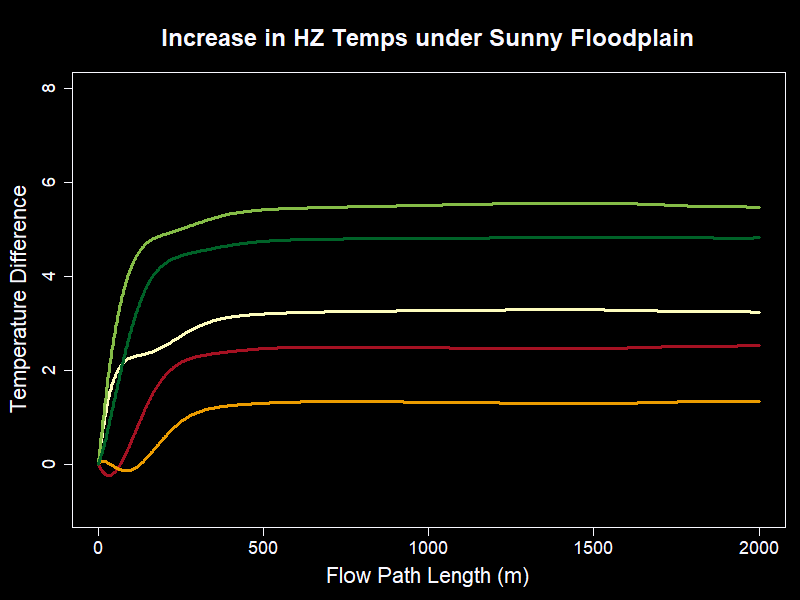 Increase in HZ Temps under Sunny Floodplain
Temperature Difference
8
6
4
2
0
0 500 1000 1500 2000
Flow Path Length (m)